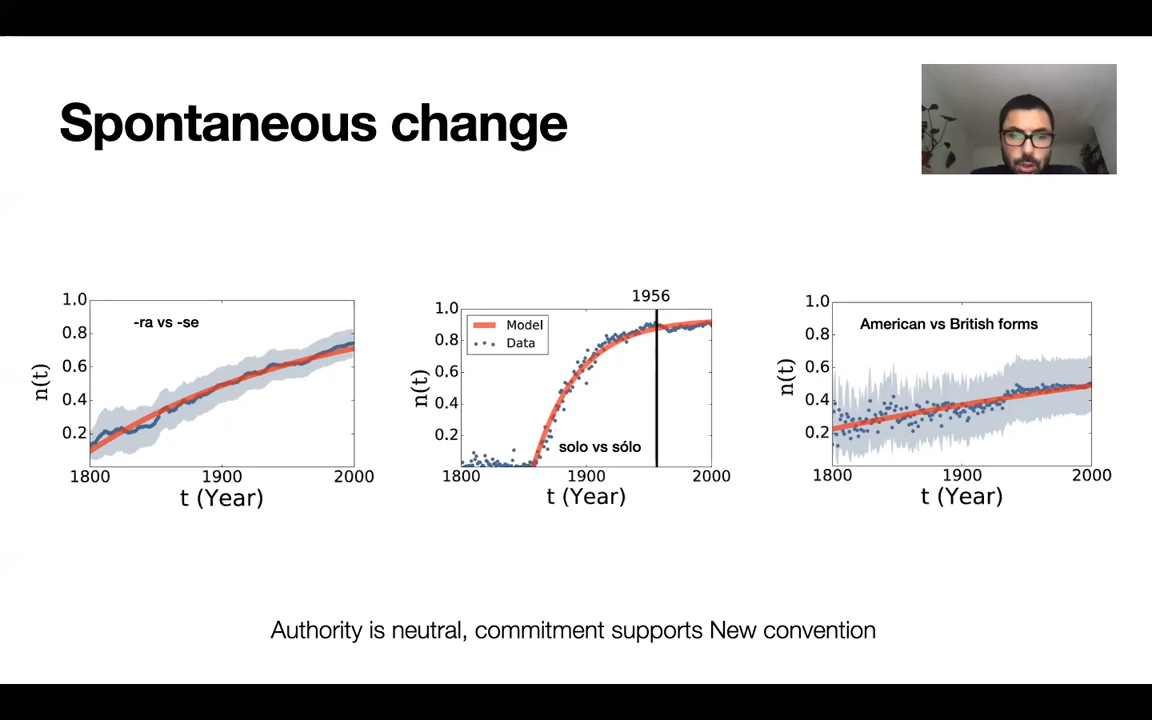 Spontaneous change
1.0
0.8
0.6
0.4
0.2
n(t)
-ra vs -se
1800
1900
2000
t (Year)
1956
1.0
0.8
0.6
0.4
0.2
n(t)
Model
Data
solo vs sólo
1800
1900
2000
t (Year)
1.0
0.8
0.6
0.4
0.2
n(t)
American vs British forms
1800
1900
2000
t (Year)
Authority is neutral, commitment supports New convention